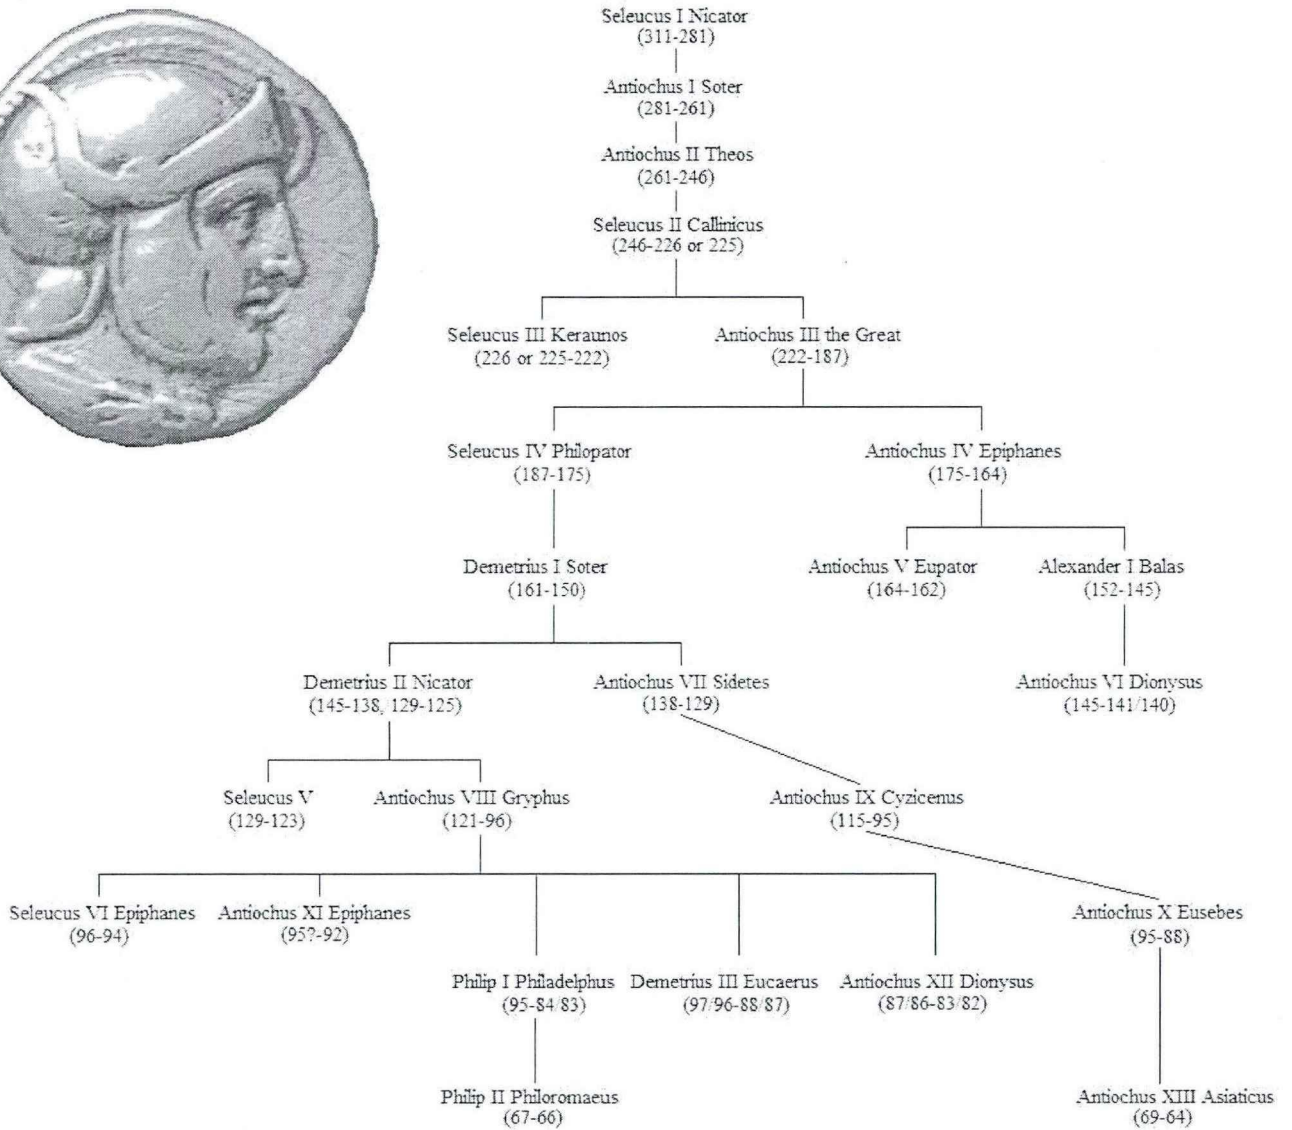 Seleucus I Nicator
(311-281)
Antiochus I Soter
(281-261)
Antiochus II Theos
(261-246)
Seleucus II Callinicus
(246-226 or 225)
Seleucus III Keraunos
(226 or 225-222)
Antiochus III the Great
(222-187)
Seleucus IV Philopator
(187-175)
Antiochus IV Epiphanes
(175-164)
Demetrius I Soter
(161-150)
Antiochus V Eupator
(164-162)
Alexander I Balas
(152-145)
Demetrius II Nicator
(145-138, 129-125)
Antiochus VII Sidetes
(138-129)
Antiochus VI Dionysus
(145-141/140)
Seleucus V
(129-123)
Antiochus VIII Gryphus
(121-96)
Antiochus IX Cyzicenus
(115-95)
Seleucus VI Epiphanes
(96-94)
Antiochus XI Epiphanes
(95?-92)
Antiochus X Eusebes
(95-88)
Philip I Philadelphus
(95-84/83)
Demetrius III Eucaerus
(97/96-88/87)
Antiochus XII Dionysus
(87/86-83/82)
Philip II Philoromaeus
(67-66)
Antiochus XIII Asiaticus
(69-64)